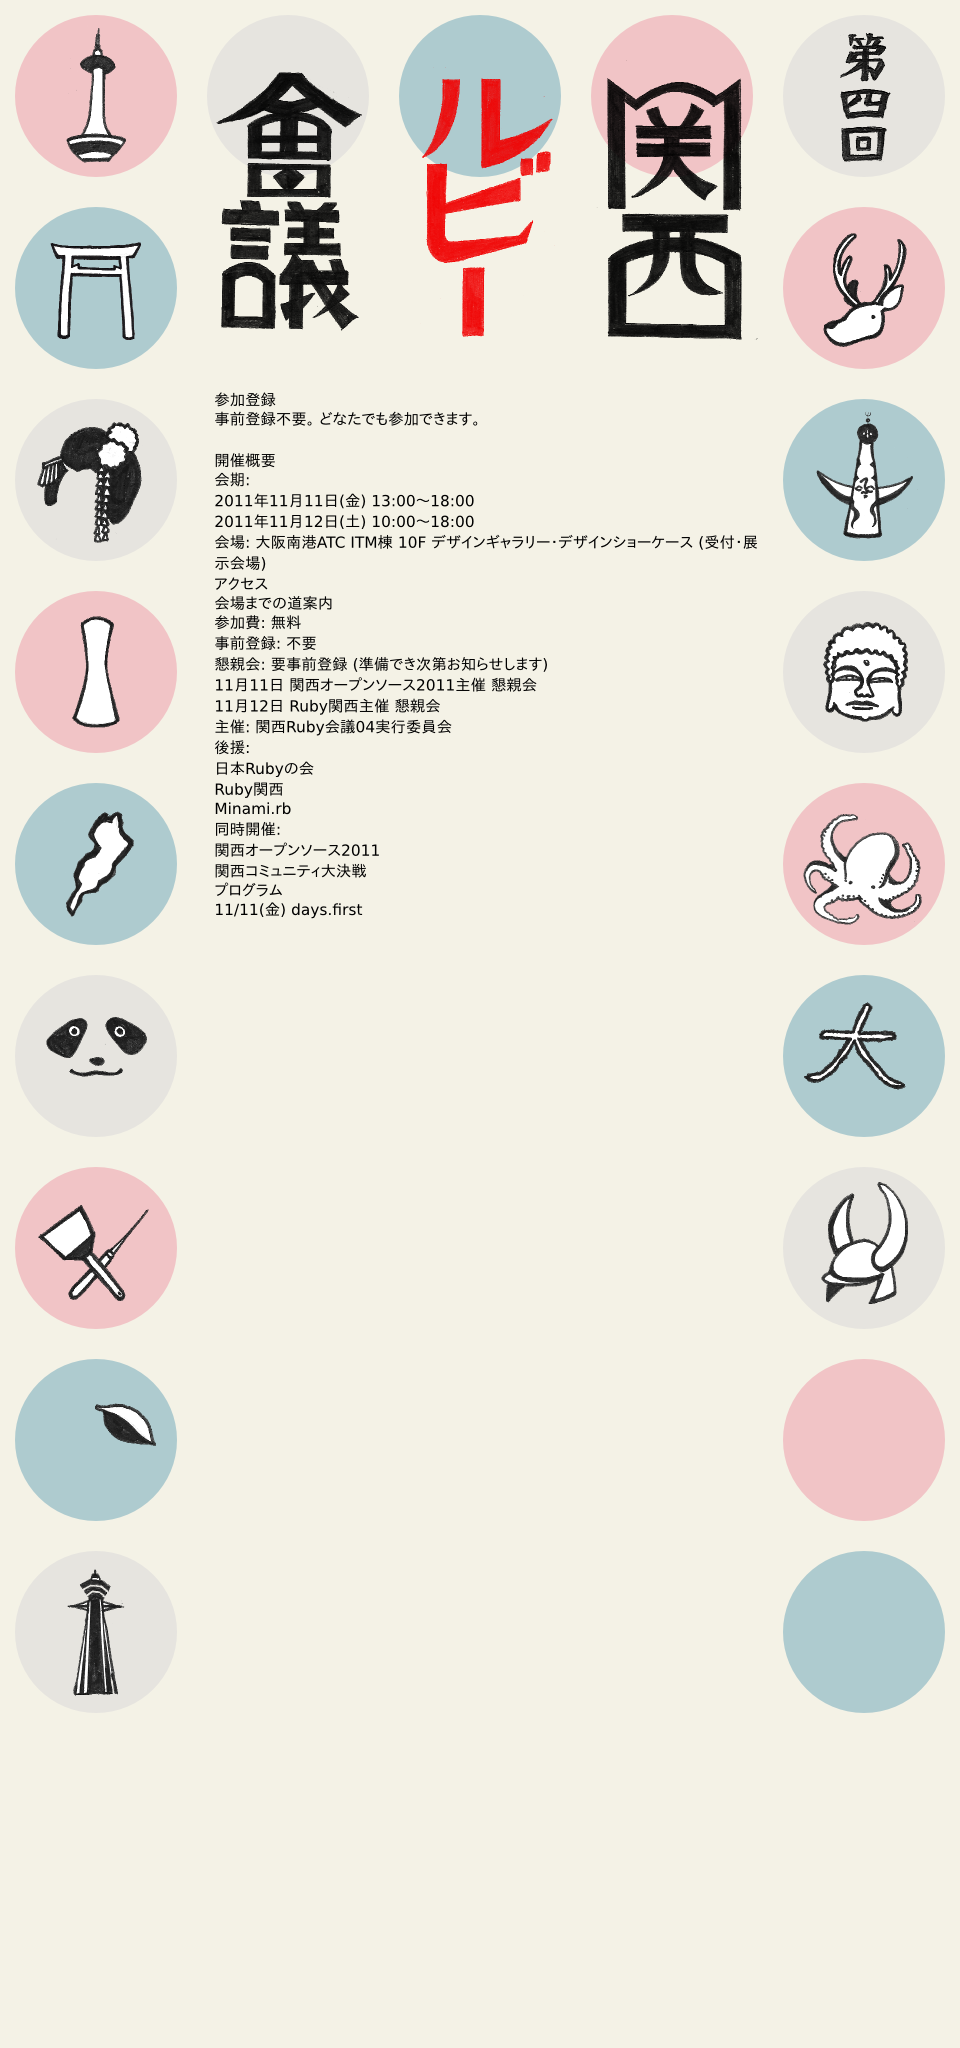 第四回
関西
ルビー
會議
大
参加登録
事前登録不要。どなたでも参加できます。
開催概要
会期:
2011年11月11日(金) 13:00〜18:00
2011年11月12日(土) 10:00〜18:00
会場: 大阪南港ATC ITM棟 10F デザインギャラリー・デザインショーケース (受付・展
示会場)
アクセス
会場までの道案内
参加費: 無料
事前登録: 不要
懇親会: 要事前登録 (準備でき次第お知らせします)
11月11日 関西オープンソース2011主催 懇親会
11月12日 Ruby関西主催 懇親会
主催: 関西Ruby会議04実行委員会
後援:
日本Rubyの会
Ruby関西
Minami.rb
同時開催:
関西オープンソース2011
関西コミュニティ大決戦
プログラム
11/11(金) days.first